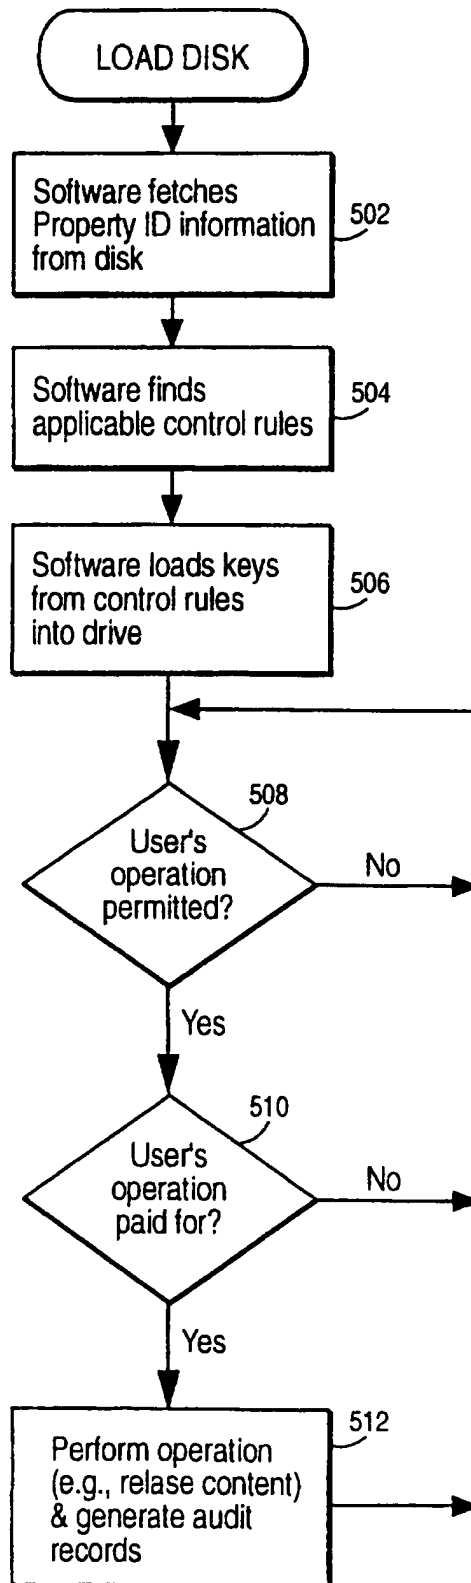 LOAD DISK
Software fetches
Property ID information
from disk
502
Software finds
applicable control rules
504
Software loads keys
from control rules
into drive
506
508
User's
operation
permitted?
No
Yes
510
User's
operation
paid for?
No
Yes
512
Perform operation
(e.g., relase content)
& generate audit
records